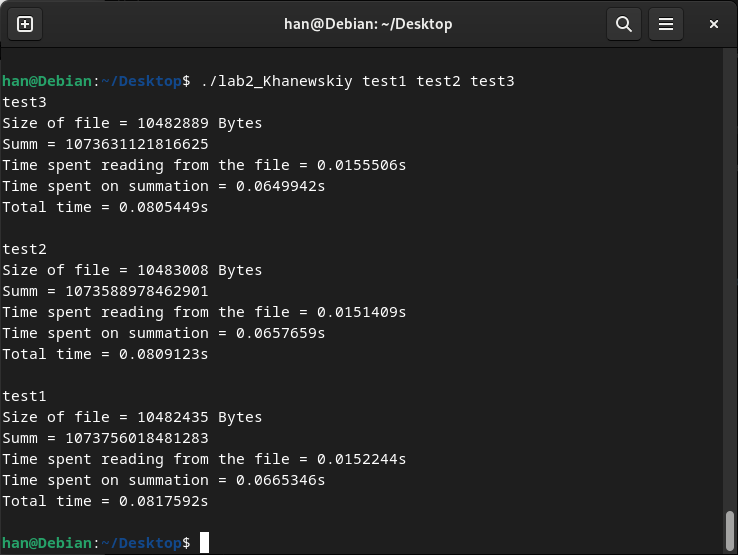 han@Debian: ~/Desktop
han@Debian:~/Desktop$ ./lab2_Khanewskiy test1 test2 test3
test3
Size of file = 10482889 Bytes
Summ = 1073631121816625
Time spent reading from the file = 0.0155506s
Time spent on summation = 0.0649942s
Total time = 0.0805449s
test2
Size of file = 10483008 Bytes
Summ = 1073588978462901
Time spent reading from the file = 0.0151409s
Time spent on summation = 0.0657659s
Total time = 0.0809123s
test1
Size of file = 10482435 Bytes
Summ = 1073756018481283
Time spent reading from the file = 0.0152244s
Time spent on summation = 0.0665346s
Total time = 0.0817592s
han@Debian:~/Desktop$